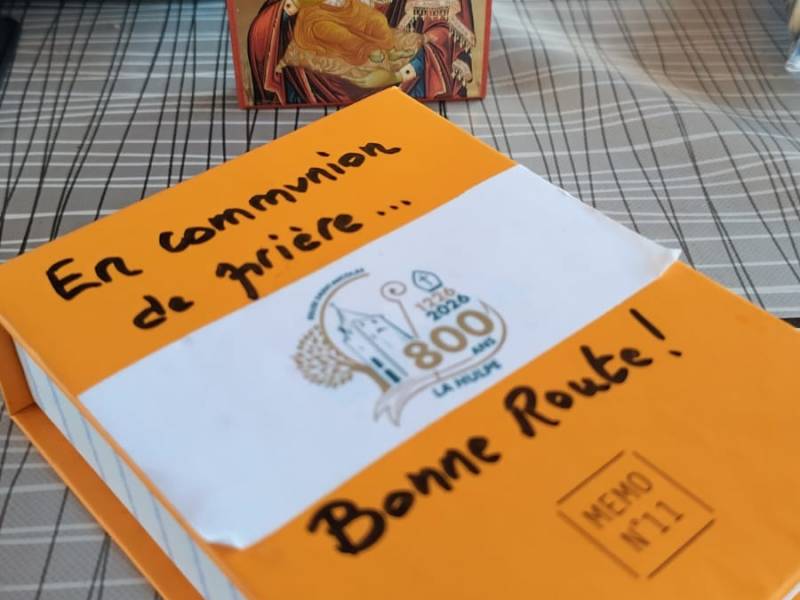 En communion
de prière...
1226
2026
800
ANS
LA HULPE
Bonne Route!
MEMO
N°11